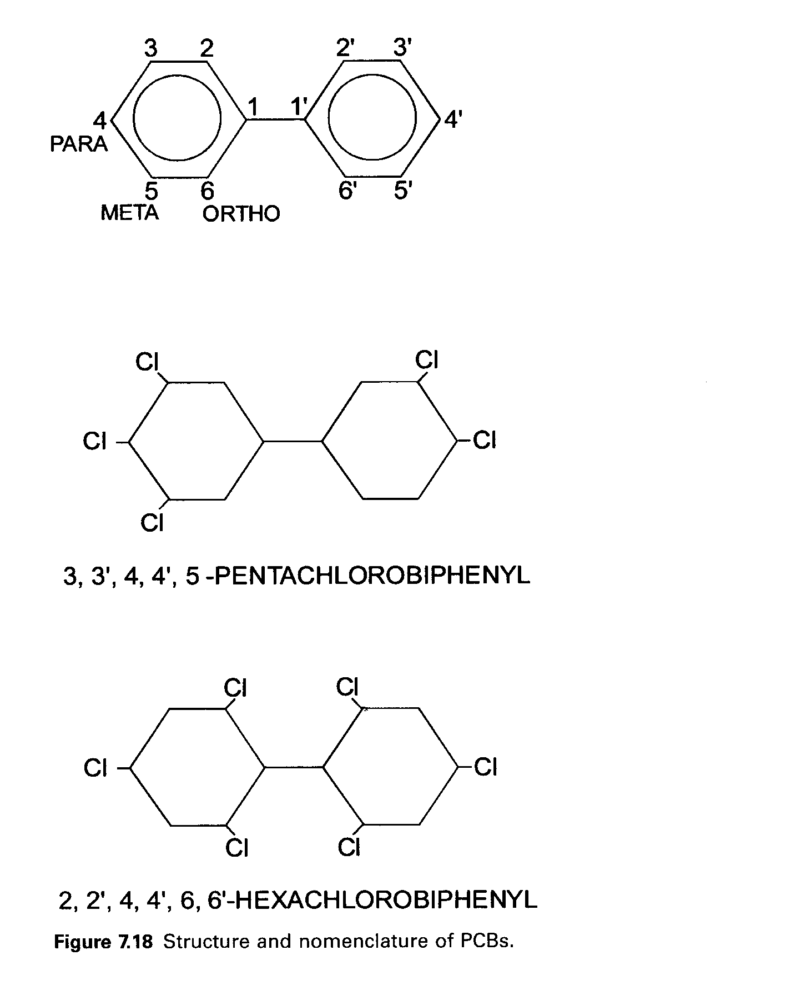 3 2 2' 3'
4 1 1' 4'
PARA
5 6 6' 5'
META ORTHO
Cl Cl
Cl Cl
Cl
3, 3', 4, 4', 5 -PENTACHLOROBIPHENYL
Cl Cl
Cl Cl
Cl Cl
2, 2', 4, 4', 6, 6'-HEXACHLOROBIPHENYL
Figure 7.18 Structure and nomenclature of PCBs.